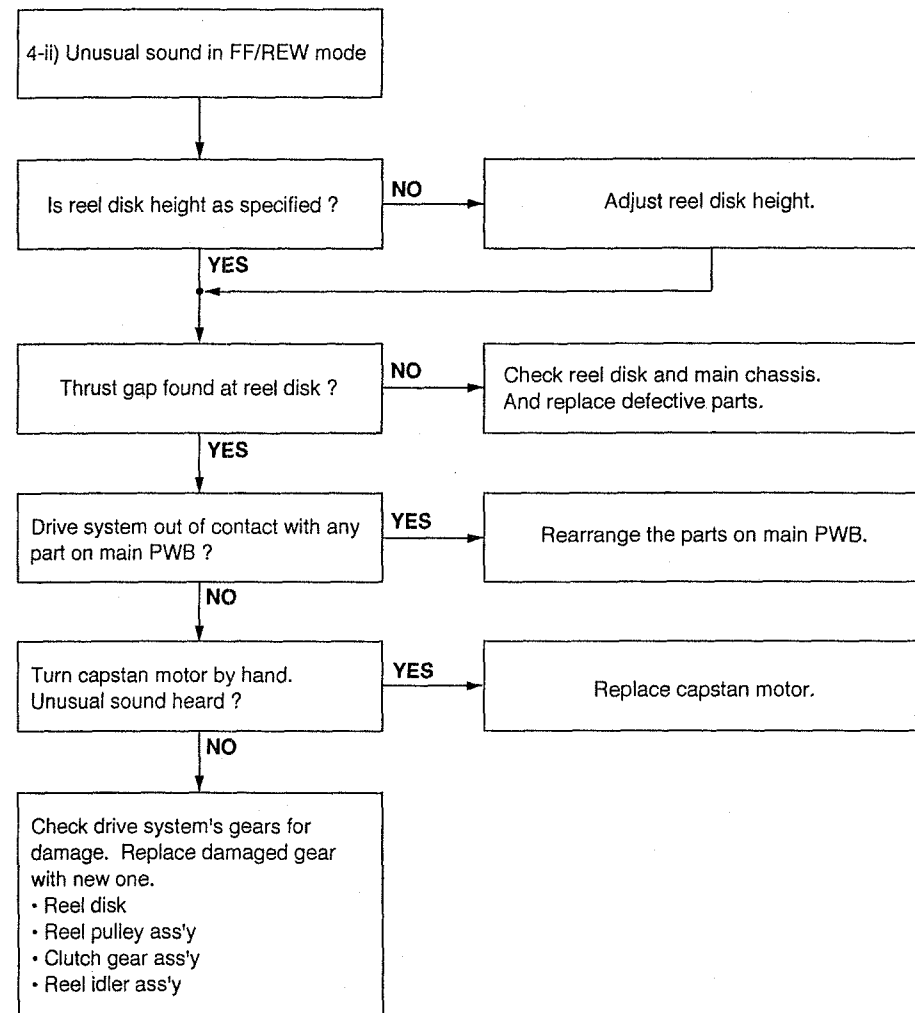 4-ii) Unusual sound in FF/REW mode
Is reel disk height as specified ?
NO
Adjust reel disk height.
YES
Thrust gap found at reel disk ?
NO
Check reel disk and main chassis.
And replace defective parts.
YES
Drive system out of contact with any
part on main PWB ?
YES
Rearrange the parts on main PWB.
NO
Turn capstan motor by hand.
Unusual sound heard ?
YES
Replace capstan motor.
NO
Check drive system's gears for
damage. Replace damaged gear
with new one.
• Reel disk
• Reel pulley ass'y
• Clutch gear ass'y
• Reel idler ass'y